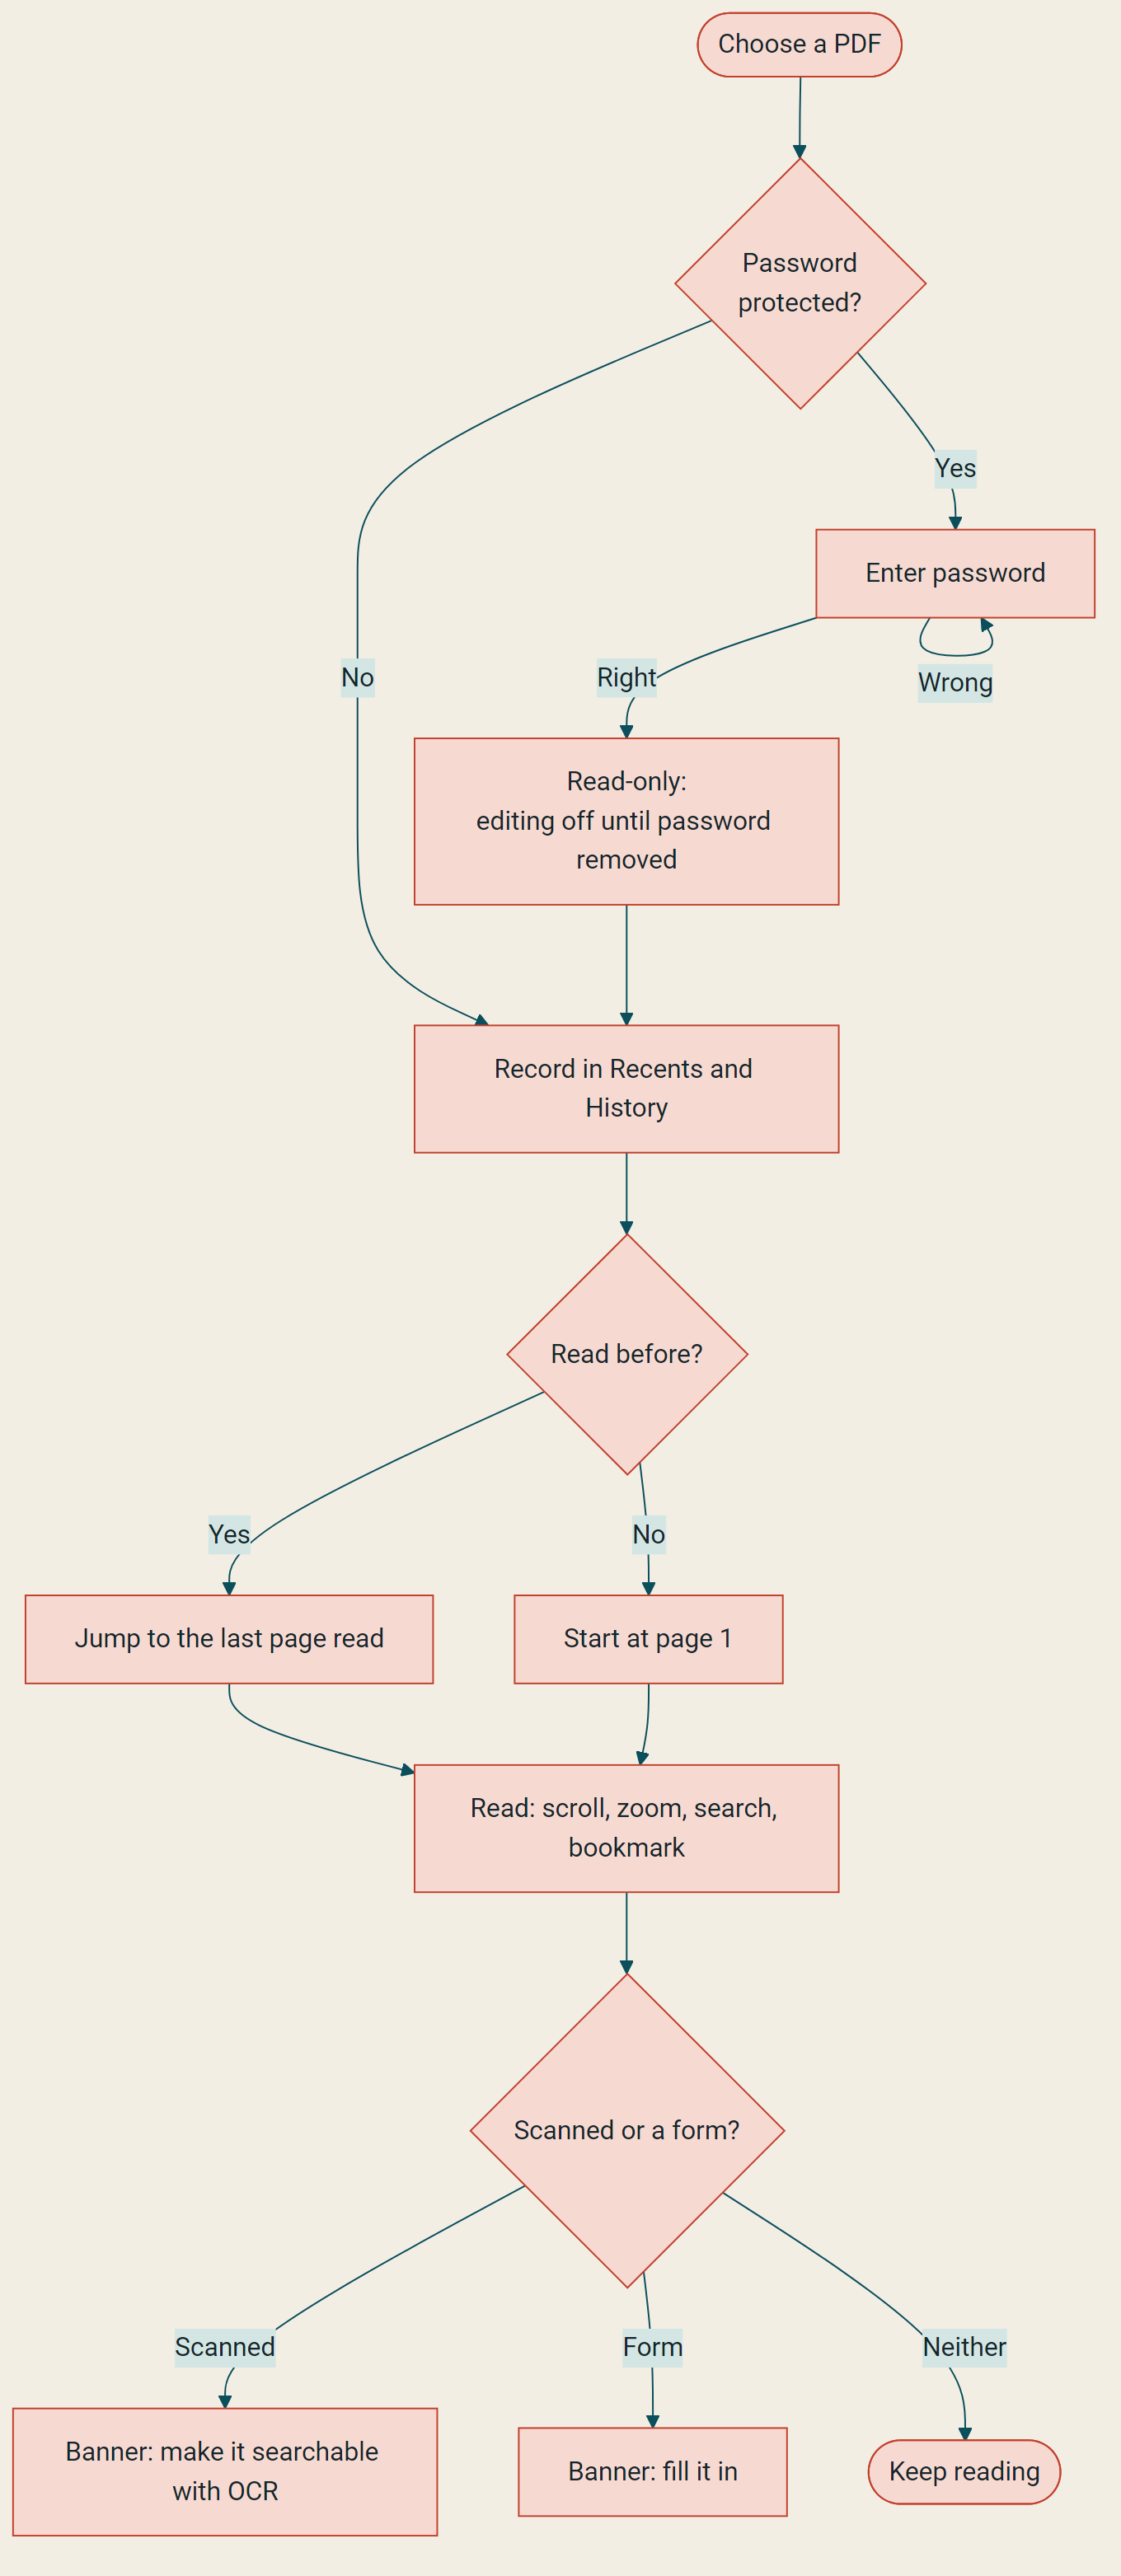 Choose a PDF
Password
protected?
Yes
Enter password
No
Right
Wrong
Read-only:
editing off until password
removed
Record in Recents and
History
Read before?
Yes
No
Jump to the last page read
Start at page 1
Read: scroll, zoom, search,
bookmark
Scanned or a form?
Scanned
Form
Neither
Banner: make it searchable
with OCR
Banner: fill it in
Keep reading